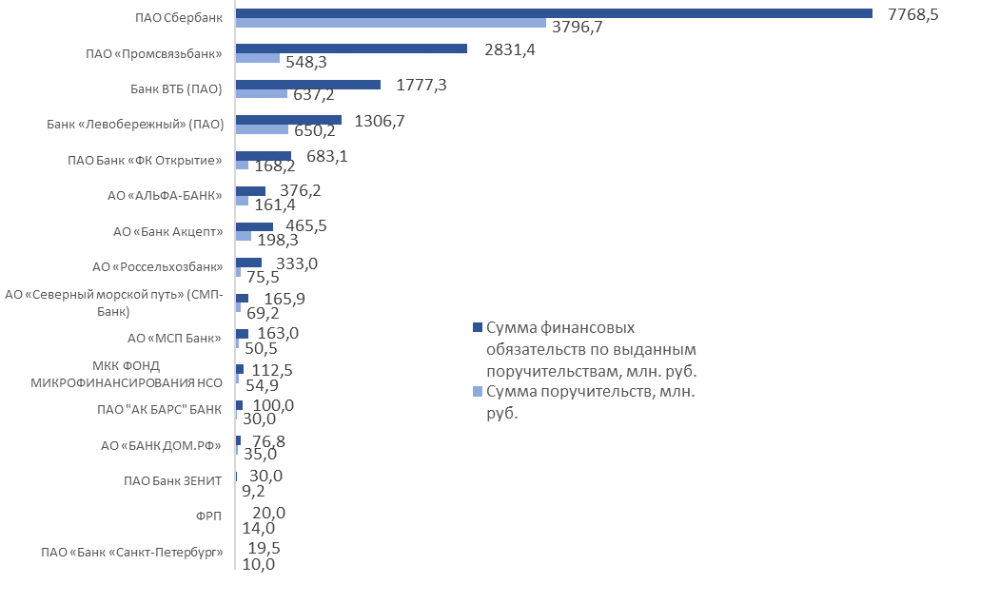 ПАО Сбербанк
7768,5
3796,7
ПАО «Промсвязьбанк»
2831,4
548,3
Банк ВТБ (ПАО)
1777,3
637,2
Банк «Левобережный» (ПАО)
1306,7
650,2
ПАО Банк «ФК Открытие»
683,1
168,2
АО «АЛЬФА-БАНК»
376,2
161,4
АО «Банк Акцепт»
465,5
198,3
АО «Россельхозбанк»
333,0
75,5
АО «Северный морской путь» (СМП-
Банк)
165,9
69,2
АО «МСП Банк»
163,0
50,5
МКК ФОНД
МИКРОФИНАНСИРОВАНИЯ НСО
112,5
54,9
ПАО "АК БАРС" БАНК
100,0
30,0
АО «БАНК ДОМ.РФ»
76,8
35,0
ПАО Банк ЗЕНИТ
30,0
9,2
ФРП
20,0
14,0
ПАО «Банк «Санкт-Петербург»
19,5
10,0
Сумма финансовых
обязательств по выданным
поручительствам, млн. руб.
Сумма поручительств, млн.
руб.